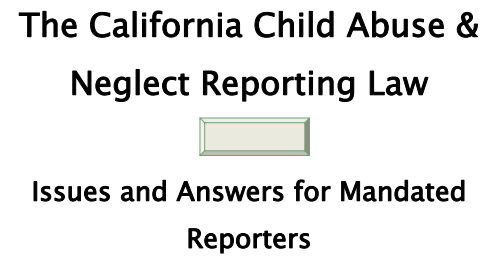 The California Child Abuse &
Neglect Reporting Law
Issues and Answers for Mandated
Reporters